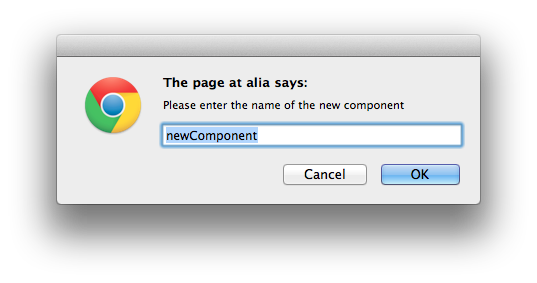 The page at alia says:
Please enter the name of the new component
newComponent
Cancel OK